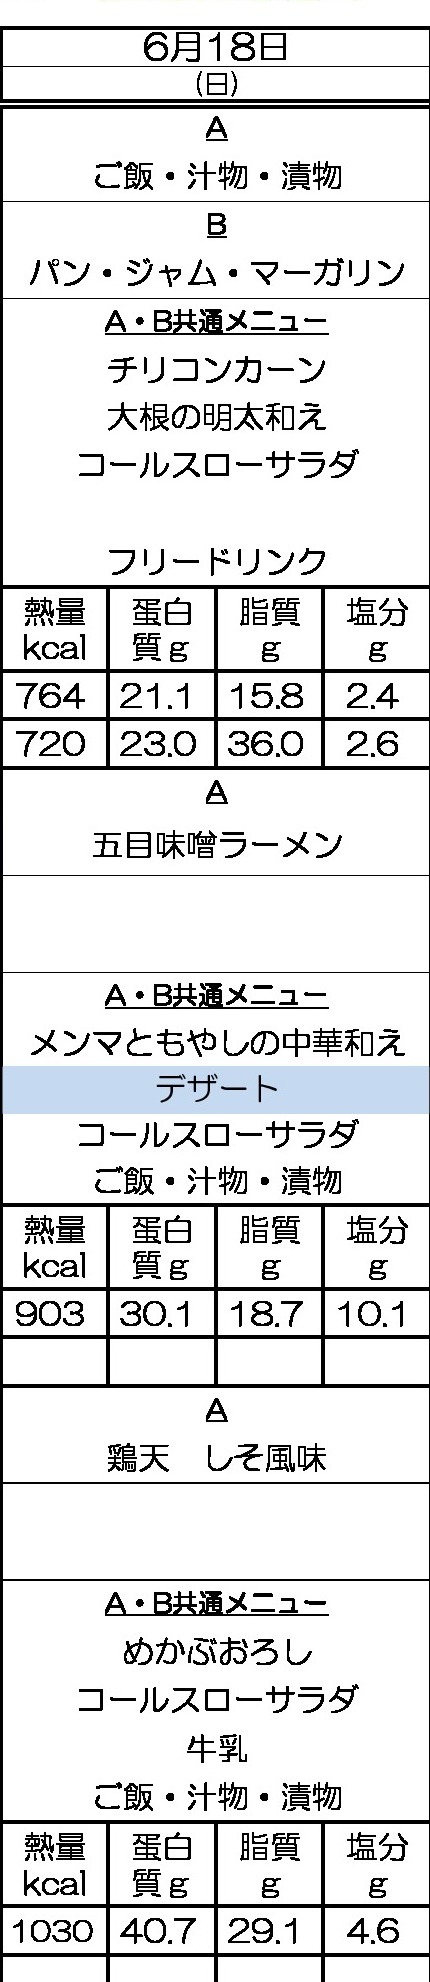 6月18日
(日)
A
ご飯・汁物・漬物
B
パン・ジャム・マーガリン
A・B共通メニュー
チリコンカーン
大根の明太和え
コールスローサラダ
フリードリンク
熱量 蛋白 脂質 塩分
kcal 質g g g
764 21.1 15.8 2.4
720 23.0 36.0 2.6
A
五目味噌ラーメン
A・B共通メニュー
メンマともやしの中華和え
デザート
コールスローサラダ
ご飯・汁物・漬物
熱量 蛋白 脂質 塩分
kcal 質g g g
903 30.1 18.7 10.1
A
鶏天　しそ風味
A・B共通メニュー
めかぶおろし
コールスローサラダ
牛乳
ご飯・汁物・漬物
熱量 蛋白 脂質 塩分
kcal 質g g g
1030 40.7 29.1 4.6